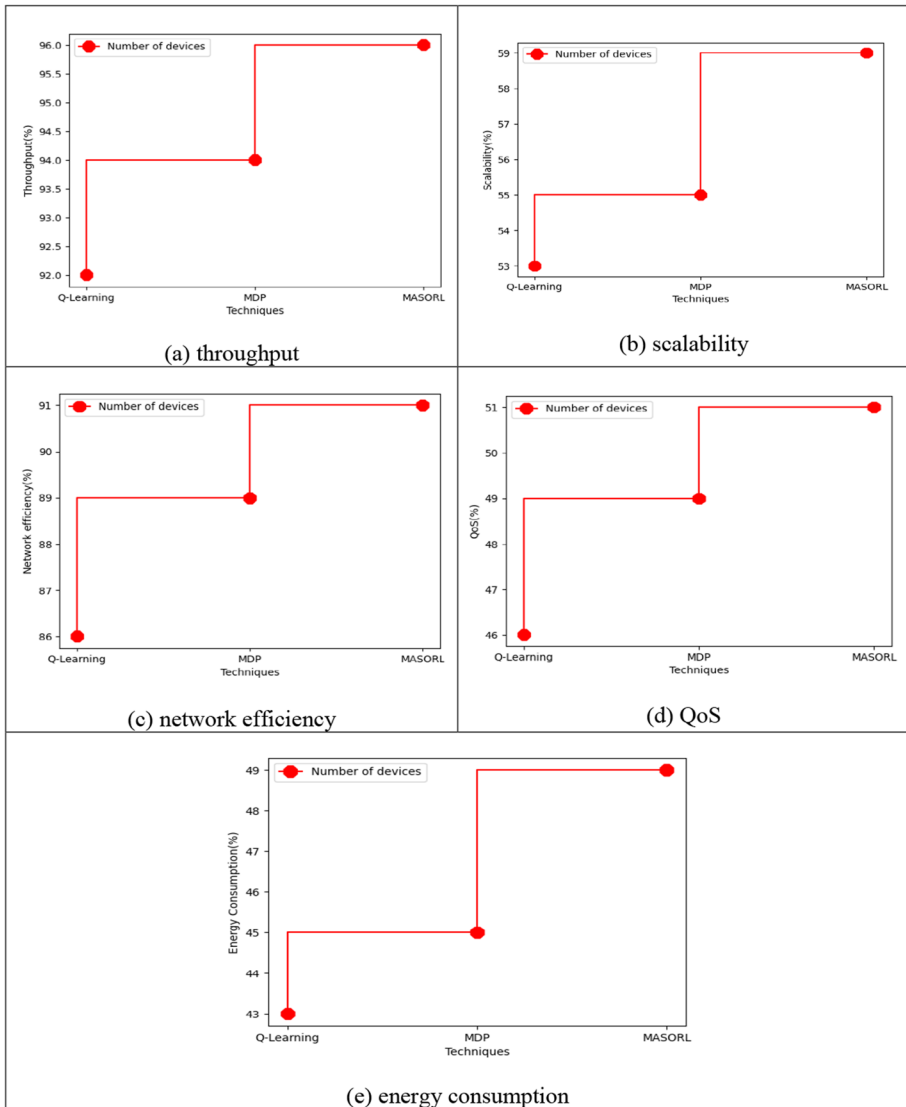 Number of devices
96.0
95.5
95.0
94.5
94.0
93.5
93.0
92.5
92.0
Throughput(%)
Q-Learning MDP MASORL
Techniques
(a) throughput
Number of devices
59
58
57
56
55
54
53
Scalability(%)
Q-Learning MDP MASORL
Techniques
(b) scalability
Number of devices
91
90
89
88
87
86
Network efficiency(%)
Q-Learning MDP MASORL
Techniques
(c) network efficiency
Number of devices
51
50
49
48
47
46
QoS(%)
Q-Learning MDP MASORL
Techniques
(d) QoS
Number of devices
49
48
47
46
45
44
43
Energy Consumption(%)
Q-Learning MDP MASORL
Techniques
(e) energy consumption